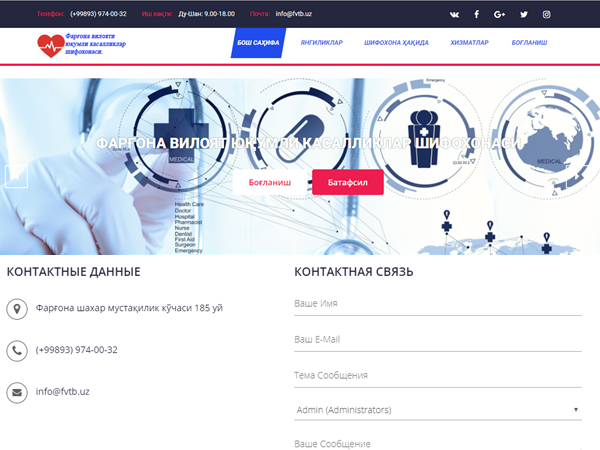 Телефон: (+99893) 974-00-32 Иш вақти: Ду-Шан: 9.00-18.00 Почта: info@fvtb.uz
Фарғона вилояти
юқумли касалликлар
шифохонаси.
БОШ САҲИФА ЯНГИЛИКЛАР ШИФОХОНА ҲАҚИДА ХИЗМАТЛАР БОҒЛАНИШ
Emergency
ФАРҒОНА ВИЛОЯТ ЮҚУМЛИ КАСАЛЛИКЛАР ШИФОХОНАСИ
MEDICAL
MEDICAL
Боғланиш Батафсил
Health Care
Doctor
Hospital
Pharmacist
Nurse
Dentist
First Aid
Surgeon
Emergency
КОНТАКТНЫЕ ДАННЫЕ
Фарғона шахар мустақилик кўчаси 185 уй
(+99893) 974-00-32
info@fvtb.uz
КОНТАКТНАЯ СВЯЗЬ
Ваше Имя
Ваш E-Mail
Тема Сообщения
Admin (Administrators)
Ваше Сообщение